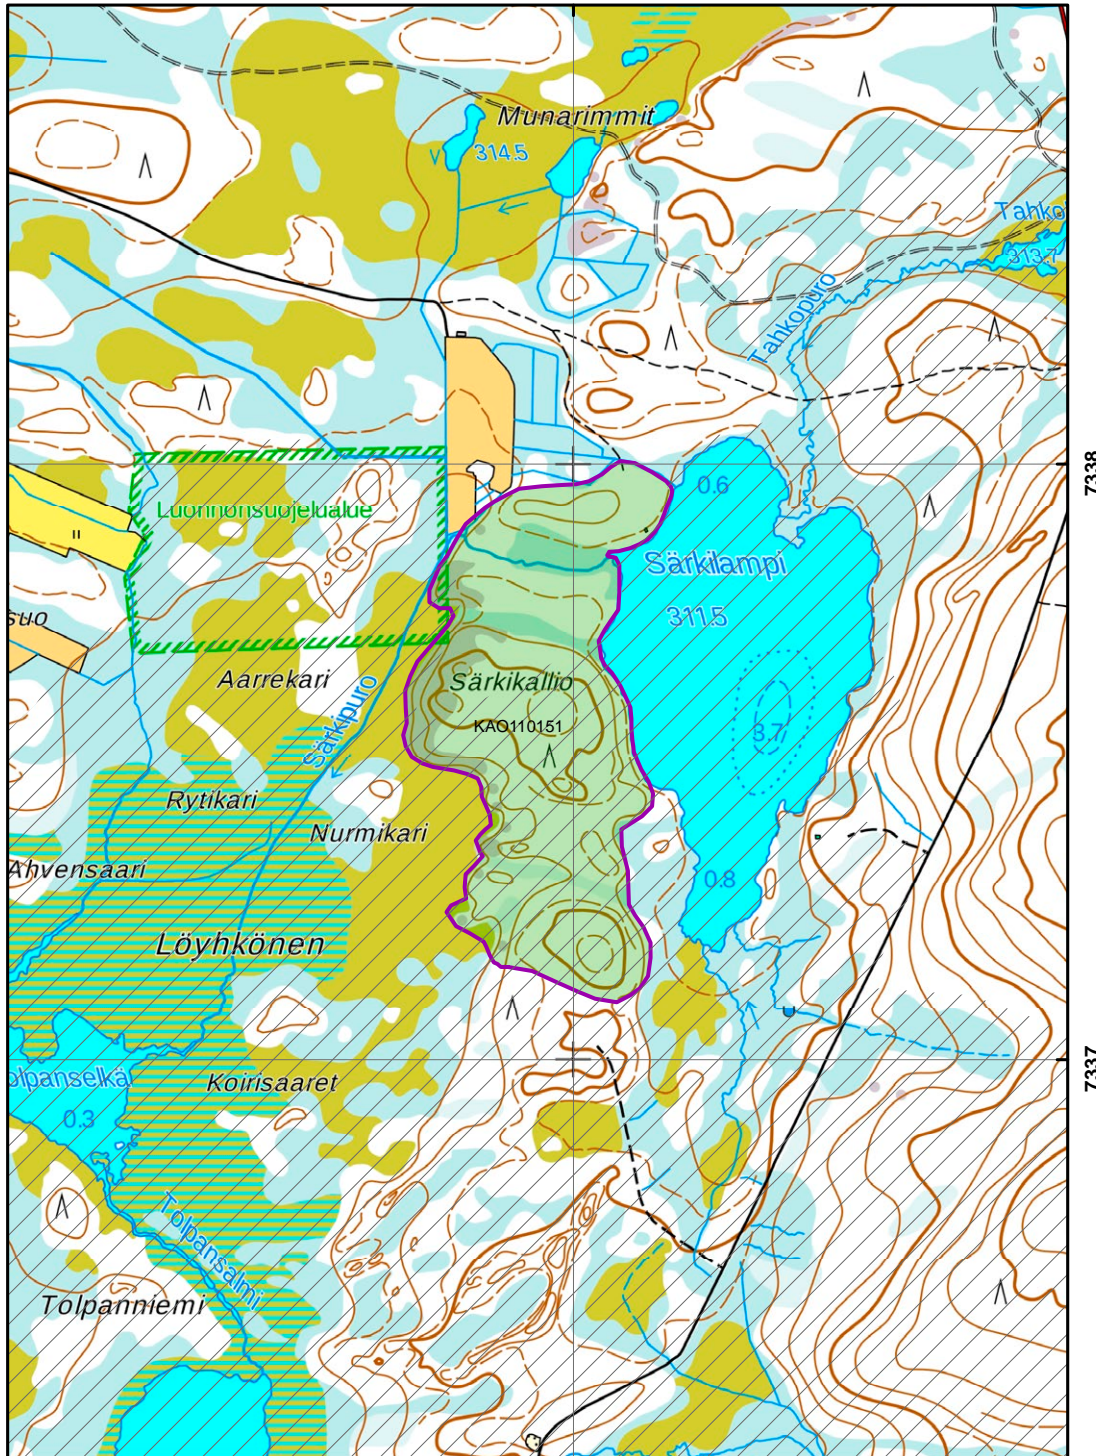 Munarimmit
314.5
Tahko
313.7
Tahkopuro
7338
0.6
Luonnonsuojelualue
Särkilampi
311.5
suo
Aarrekari
Särkikallio
Särkipuro
KAO110151
3.7
Rytikari
Nurmikari
Ahvensaari
0.8
Löyhkönen
7337
olpanselkä
Koirisaaret
0.3
Tolpansalmi
Tolpanniemi